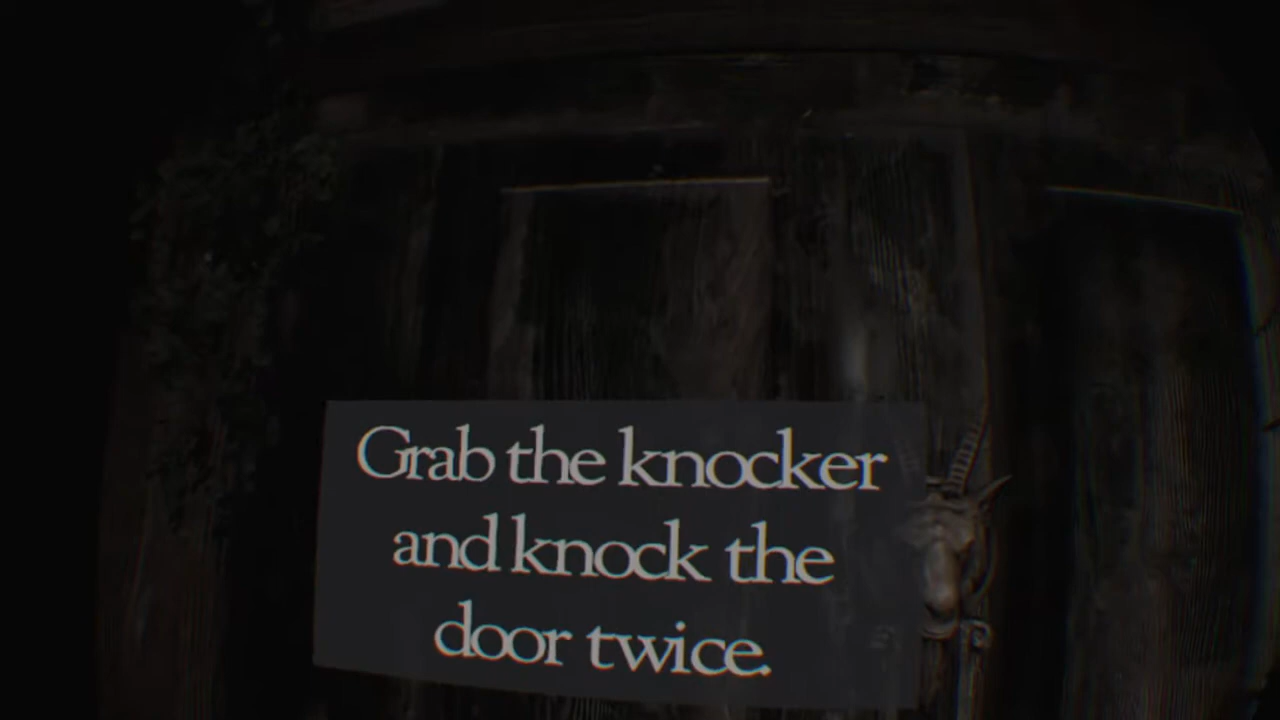 Grab the knocker
and knock the
door twice.